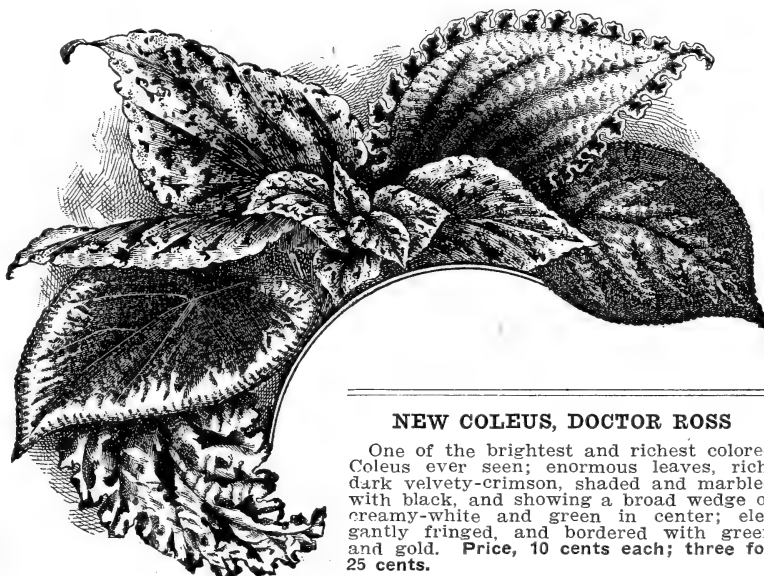 NEW COLEUS, DOCTOR ROSS
One of the brightest and richest colore
Coleus ever seen; enormous leaves, rich
dark velvety-crimson, shaded and marble
with black, and showing a broad wedge o
creamy-white and green in center; ele-
gantly fringed, and bordered with gree
and gold. Price, 10 cents each; three fo
25 cents.